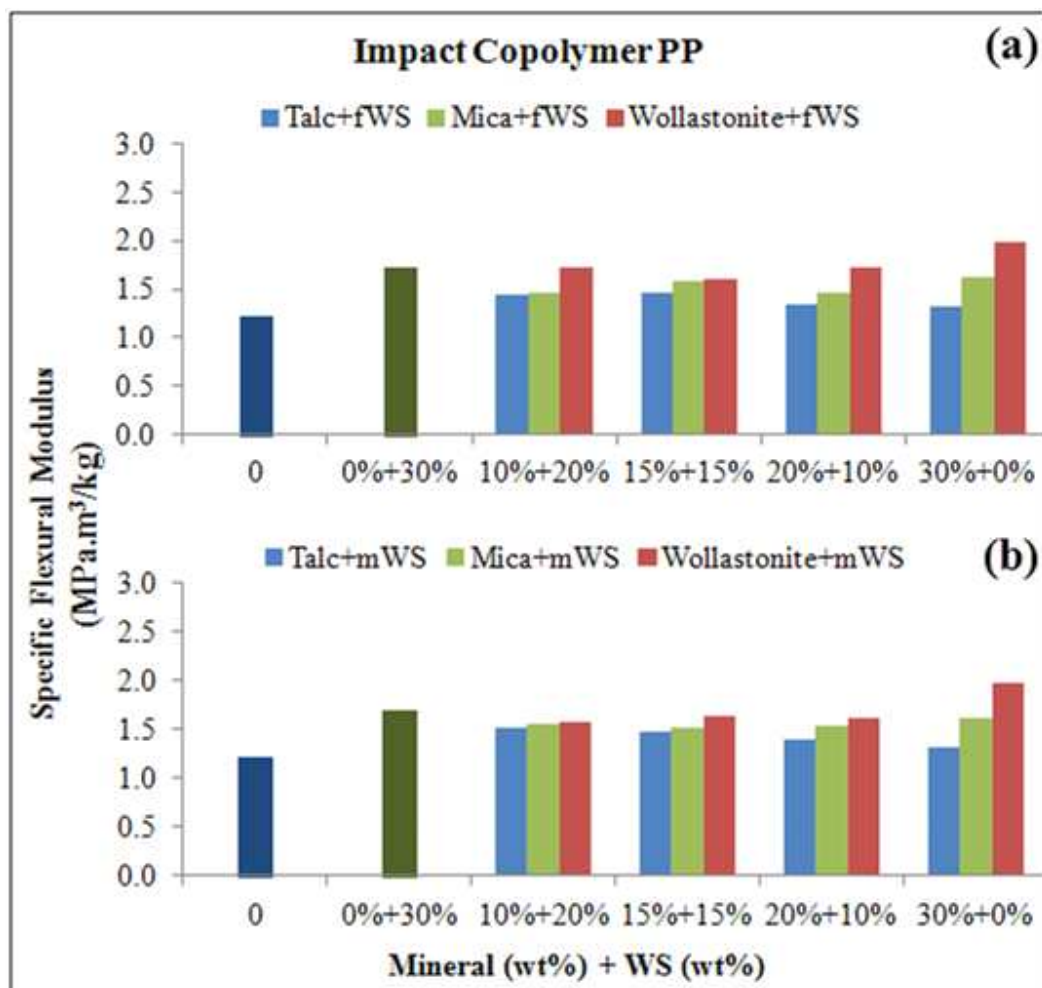 (a)
Impact Copolymer PP
Talc+fWS Mica+fWS Wollastonite+fWS
3.0
2.5
2.0
1.5
1.0
0.5
0.0
0 0%+30% 10%+20% 15%+15% 20%+10% 30%+0%
Specific Flexural Modulus
(MPa.m³/kg)
(b)
Talc+mWS Mica+mWS Wollastonite+mWS
3.0
2.5
2.0
1.5
1.0
0.5
0.0
0 0%+30% 10%+20% 15%+15% 20%+10% 30%+0%
Mineral (wt%) + WS (wt%)